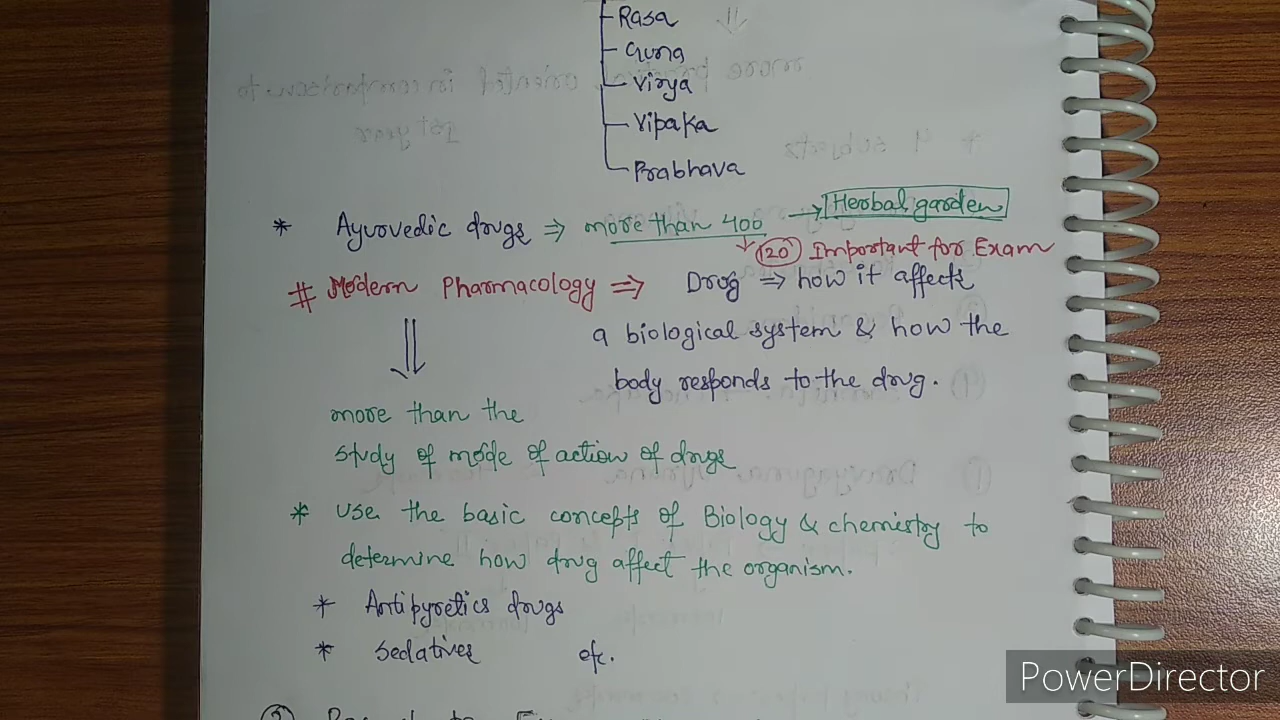 Rasa
Guna
Virya
Vipaka
Prabhava
* Ayurvedic drugs ⇒ more than 400 → Herbal garden
↓ 120 Important for Exam
# Modern Pharmacology ⇒ Drug ⇒ how it affects
a biological system & how the
body responds to the drug.
more than the
study of mode of action of drugs
* use the basic concepts of Biology & chemistry to
determine how drug affect the organism.
* Antipyretics drugs
* Sedatives etc.
PowerDirector